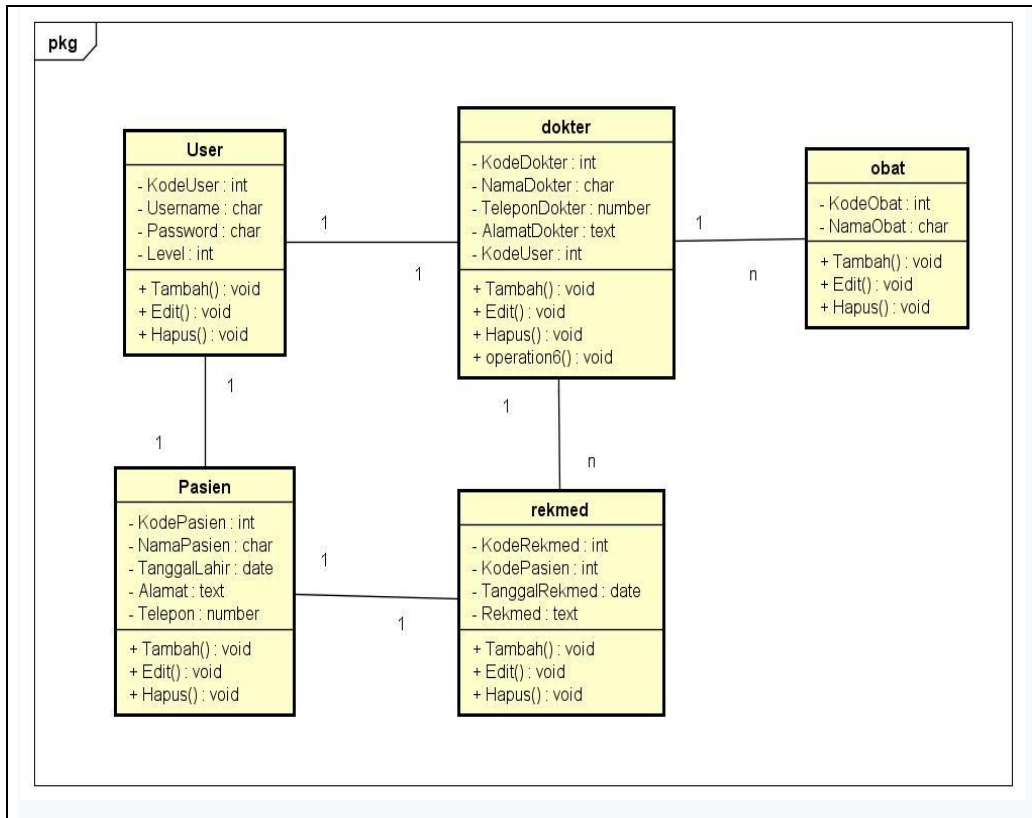 pkg
User
- KodeUser : int
- Username : char
- Password : char
- Level : int
+ Tambah() : void
+ Edit() : void
+ Hapus() : void
1
1
dokter
- KodeDokter : int
- NamaDokter : char
- TeleponDokter : number
- AlamatDokter : text
- KodeUser : int
+ Tambah() : void
+ Edit() : void
+ Hapus() : void
+ operation6() : void
1
n
obat
- KodeObat : int
- NamaObat : char
+ Tambah() : void
+ Edit() : void
+ Hapus() : void
1
1
1
n
Pasien
- KodePasien : int
- NamaPasien : char
- TanggalLahir : date
- Alamat : text
- Telepon : number
+ Tambah() : void
+ Edit() : void
+ Hapus() : void
1
1
rekmed
- KodeRekmed : int
- KodePasien : int
- TanggalRekmed : date
- Rekmed : text
+ Tambah() : void
+ Edit() : void
+ Hapus() : void